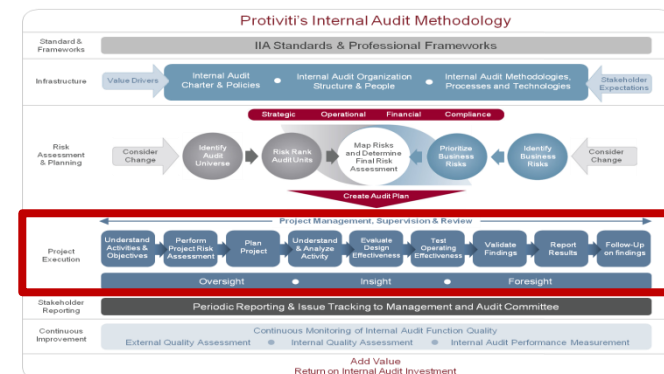 Protiviti's Internal Audit Methodology
Standard &
Frameworks
IIA Standards & Professional Frameworks
Infrastructure
Value Drivers
Internal Audit
Charter & Policies
Internal Audit Organization
Structure & People
Internal Audit Methodologies,
Processes and Technologies
Stakeholder
Expectations
Strategic Operational Financial Compliance
Risk
Assessment
& Planning
Consider
Change
Identify
Audit
Universe
Risk Rank
Audit Units
Map Risks
and Determine
Final Risk
Assessment
Prioritize
Business
Risks
Identify
Business
Risks
Consider
Change
Create Audit Plan
Project Management, Supervision & Review
Project
Execution
Understand
Activities &
Objectives
Perform
Project Risk
Assessment
Plan
Project
Understand
& Analyze
Activity
Evaluate
Design
Effectiveness
Test
Operating
Effectiveness
Validate
Findings
Report
Results
Follow-Up
on findings
Oversight Insight Foresight
Stakeholder
Reporting
Periodic Reporting & Issue Tracking to Management and Audit Committee
Continuous
Improvement
Continuous Monitoring of Internal Audit Function Quality
External Quality Assessment Internal Quality Assessment Internal Audit Performance Measurement
Add Value
Return on Internal Audit Investment